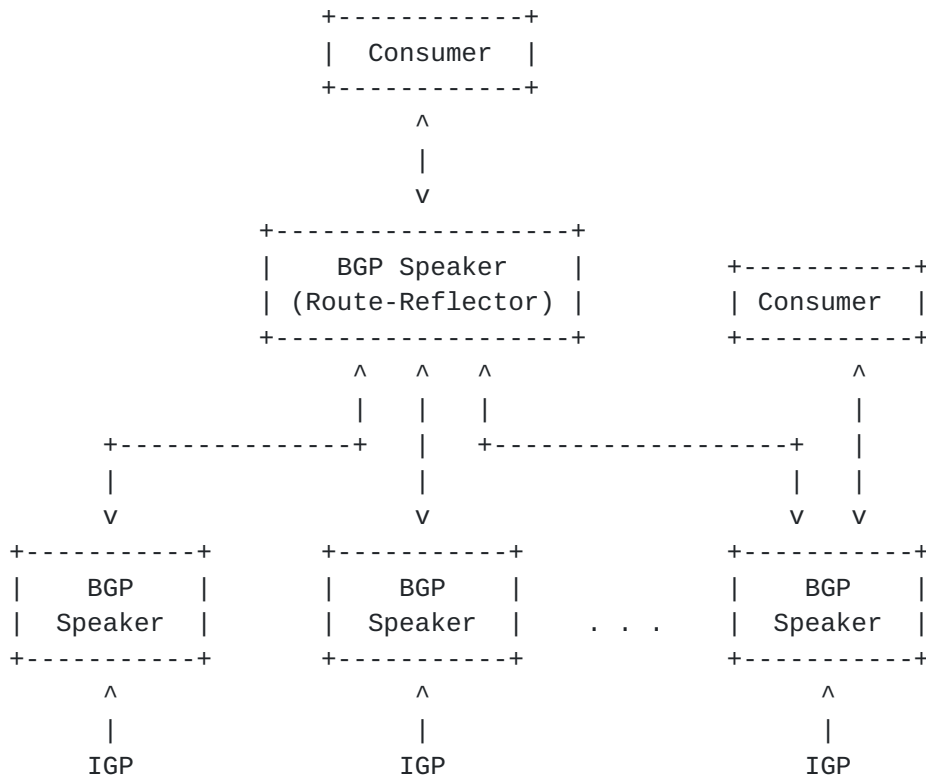 Consumer
BGP Speaker
(Route-Reflector)
Consumer
BGP
Speaker
BGP
Speaker
. . .
BGP
Speaker
IGP
IGP
IGP